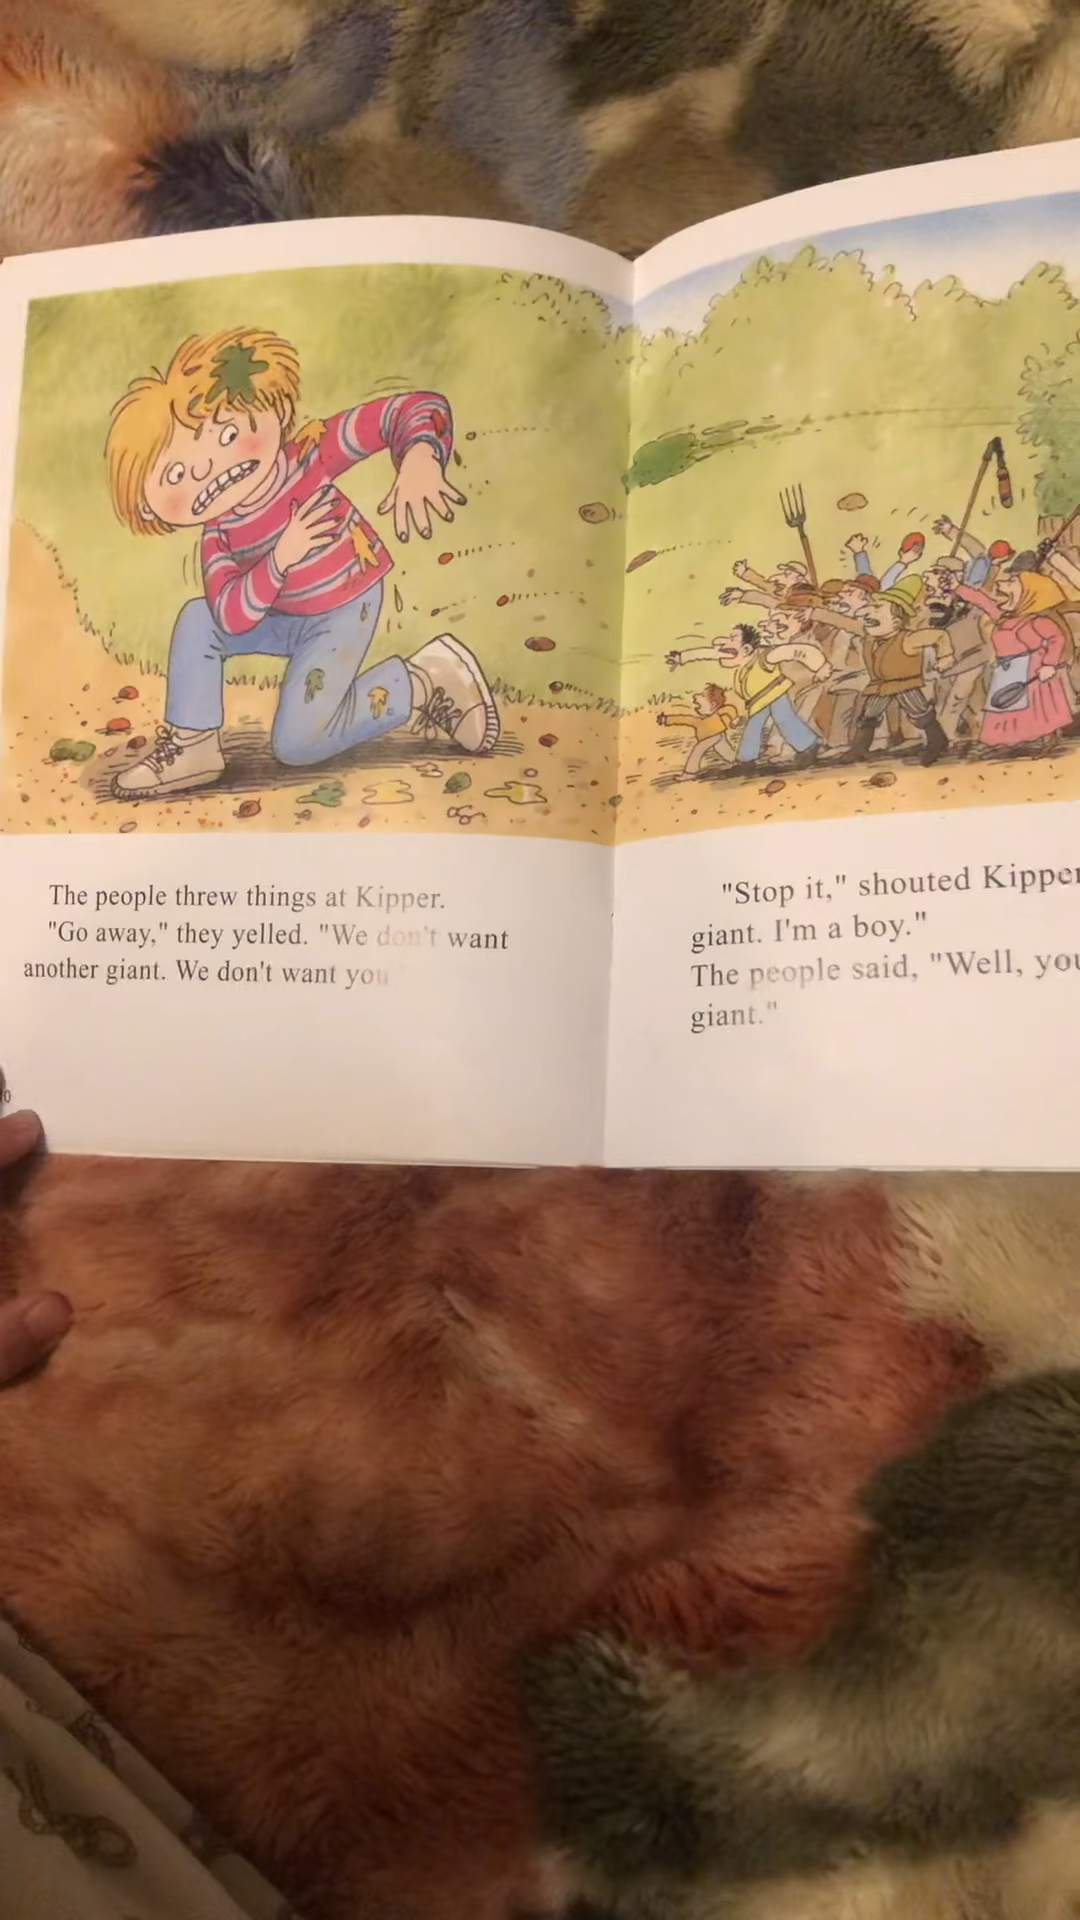 The people threw things at Kipper.
"Go away," they yelled. "We don't want
another giant. We don't want you
"Stop it," shouted Kipper
giant. I'm a boy."
The people said, "Well, you
giant."